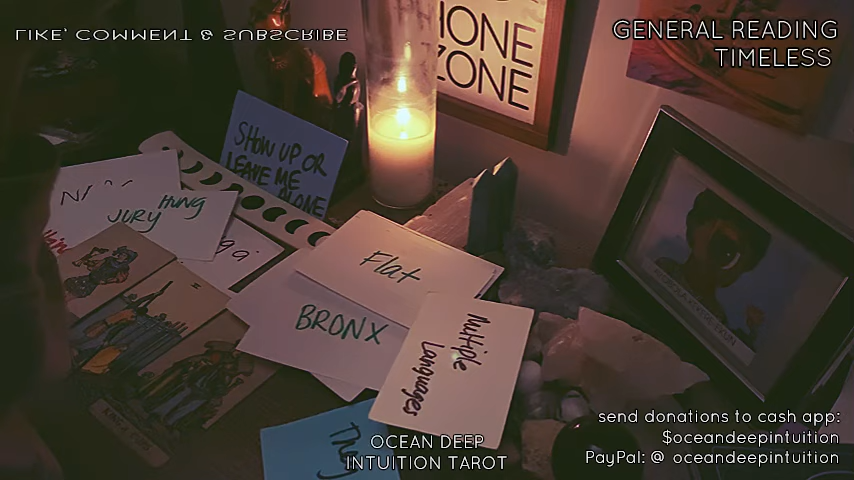 LIKE, COMMENT & SUBSCRIBE
GENERAL READING
TIMELESS
ZONE
SHOW UP OR
LEAVE ME
ALONE
HUNG
JURY
Flat
BRONX
Multiple
Languages
They
send donations to cash app:
$oceandeepintuition
PayPal: @ oceandeepintuition
OCEAN DEEP
INTUITION TAROT